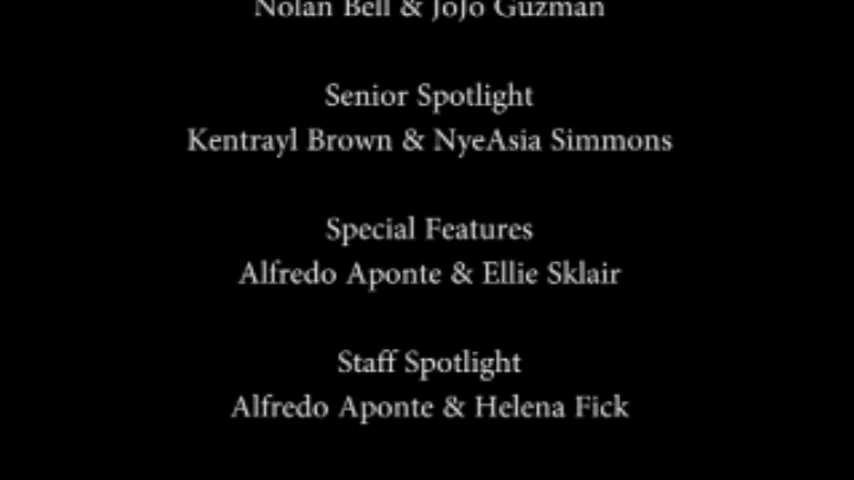 Nolan Bell & JoJo Guzman
Senior Spotlight
Kentrayl Brown & NyeAsia Simmons
Special Features
Alfredo Aponte & Ellie Sklair
Staff Spotlight
Alfredo Aponte & Helena Fick